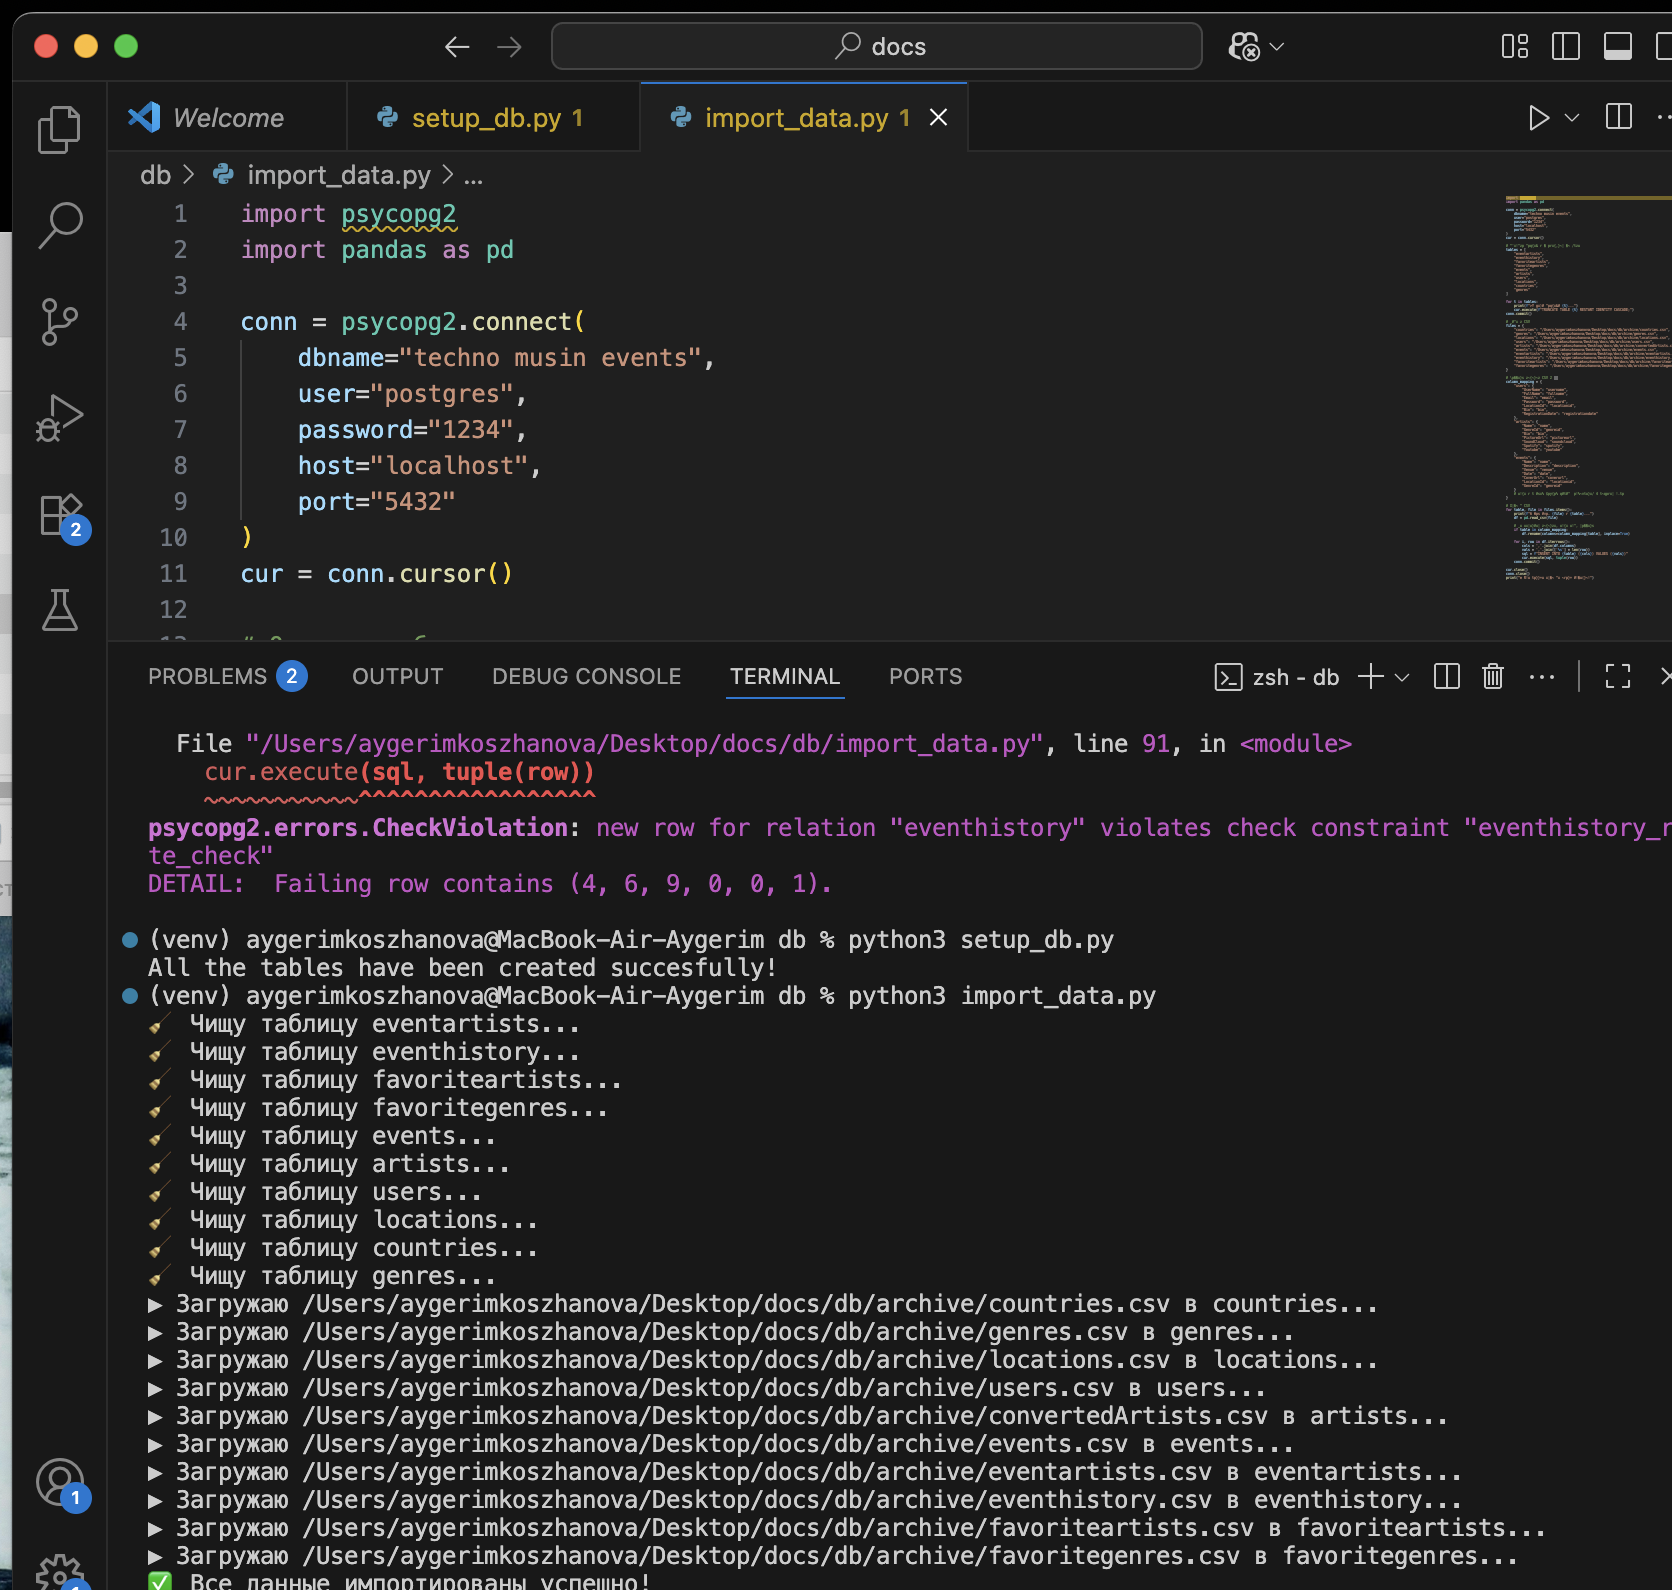 docs
Welcome
setup_db.py 1
import_data.py 1
db > import_data.py > ...
1 import psycopg2
2 import pandas as pd
3
4 conn = psycopg2.connect(
5 dbname="techno musin events",
6 user="postgres",
7 password="1234",
8 host="localhost",
9 port="5432"
10 )
11 cur = conn.cursor()
12
PROBLEMS 2 OUTPUT DEBUG CONSOLE TERMINAL PORTS zsh - db
File "/Users/aygerimkoszhanova/Desktop/docs/db/import_data.py", line 91, in <module>
cur.execute(sql, tuple(row))
~~~~~~~~~~~^^^^^^^^^^^^^^^^^
psycopg2.errors.CheckViolation: new row for relation "eventhistory" violates check constraint "eventhistory_r
te_check"
DETAIL: Failing row contains (4, 6, 9, 0, 0, 1).
(venv) aygerimkoszhanova@MacBook-Air-Aygerim db % python3 setup_db.py
All the tables have been created succesfully!
(venv) aygerimkoszhanova@MacBook-Air-Aygerim db % python3 import_data.py
🧹 Чищу таблицу eventartists...
🧹 Чищу таблицу eventhistory...
🧹 Чищу таблицу favoriteartists...
🧹 Чищу таблицу favoritegenres...
🧹 Чищу таблицу events...
🧹 Чищу таблицу artists...
🧹 Чищу таблицу users...
🧹 Чищу таблицу locations...
🧹 Чищу таблицу countries...
🧹 Чищу таблицу genres...
▶ Загружаю /Users/aygerimkoszhanova/Desktop/docs/db/archive/countries.csv в countries...
▶ Загружаю /Users/aygerimkoszhanova/Desktop/docs/db/archive/genres.csv в genres...
▶ Загружаю /Users/aygerimkoszhanova/Desktop/docs/db/archive/locations.csv в locations...
▶ Загружаю /Users/aygerimkoszhanova/Desktop/docs/db/archive/users.csv в users...
▶ Загружаю /Users/aygerimkoszhanova/Desktop/docs/db/archive/convertedArtists.csv в artists...
▶ Загружаю /Users/aygerimkoszhanova/Desktop/docs/db/archive/events.csv в events...
▶ Загружаю /Users/aygerimkoszhanova/Desktop/docs/db/archive/eventartists.csv в eventartists...
▶ Загружаю /Users/aygerimkoszhanova/Desktop/docs/db/archive/eventhistory.csv в eventhistory...
▶ Загружаю /Users/aygerimkoszhanova/Desktop/docs/db/archive/favoriteartists.csv в favoriteartists...
▶ Загружаю /Users/aygerimkoszhanova/Desktop/docs/db/archive/favoritegenres.csv в favoritegenres...
✅ Все данные импортированы успешно!
2
1